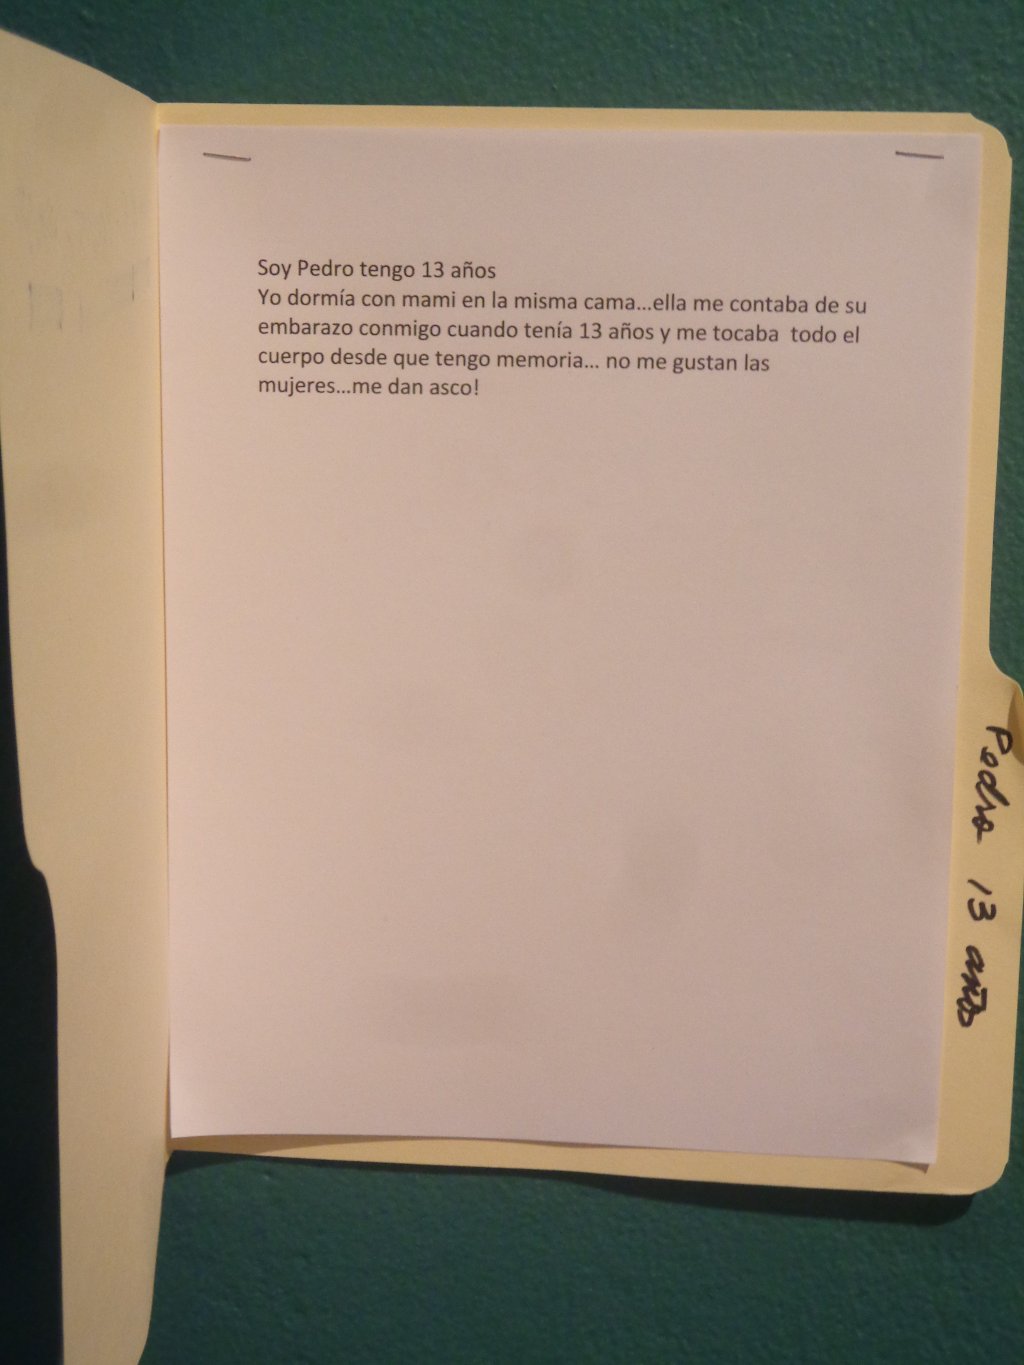 Soy Pedro tengo 13 años
Yo dormía con mami en la misma cama...ella me contaba de su
embarazo conmigo cuando tenía 13 años y me tocaba  todo el
cuerpo desde que tengo memoria... no me gustan las
mujeres...me dan asco!
Pedro 13 años